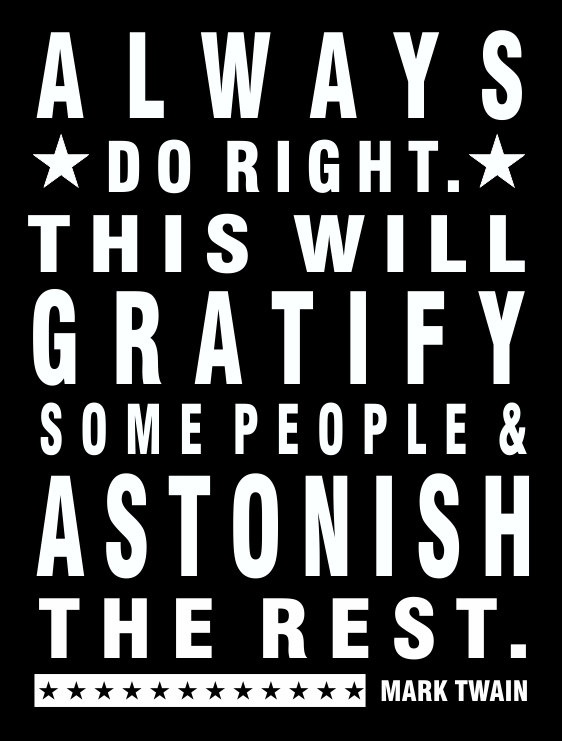 ALWAYS
DO RIGHT.
THIS WILL
GRATIFY
SOME PEOPLE &
ASTONISH
THE REST.
MARK TWAIN